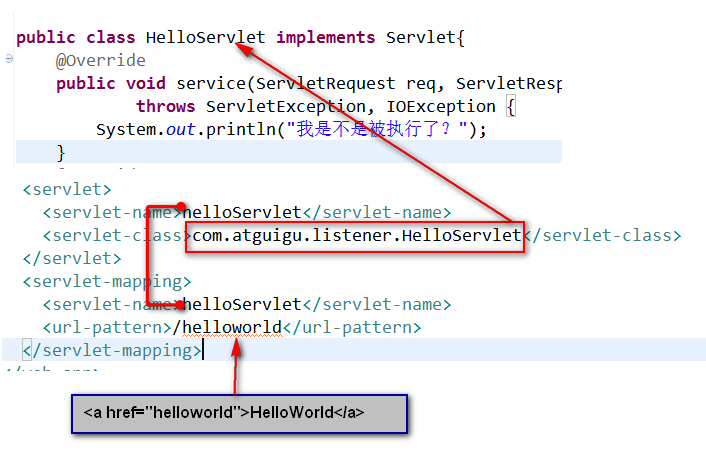 public class HelloServlet implements Servlet{
@Override
public void service(ServletRequest req, ServletResp
throws ServletException, IOException {
System.out.println("我是不是被执行了？");
}
<servlet>
<servlet-name>helloServlet</servlet-name>
<servlet-class>com.atguigu.listener.HelloServlet</servlet-class>
</servlet>
<servlet-mapping>
<servlet-name>helloServlet</servlet-name>
<url-pattern>/helloworld</url-pattern>
</servlet-mapping>
<a href="helloworld">HelloWorld</a>